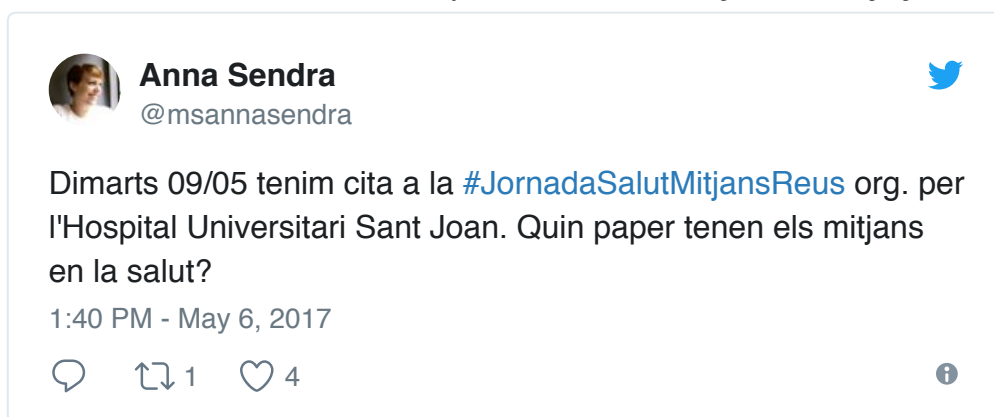 Anna Sendra
@msannasendra
Dimarts 09/05 tenim cita a la #JornadaSalutMitjansReus org. per
l'Hospital Universitari Sant Joan. Quin paper tenen els mitjans
en la salut?
1:40 PM - May 6, 2017
1 4